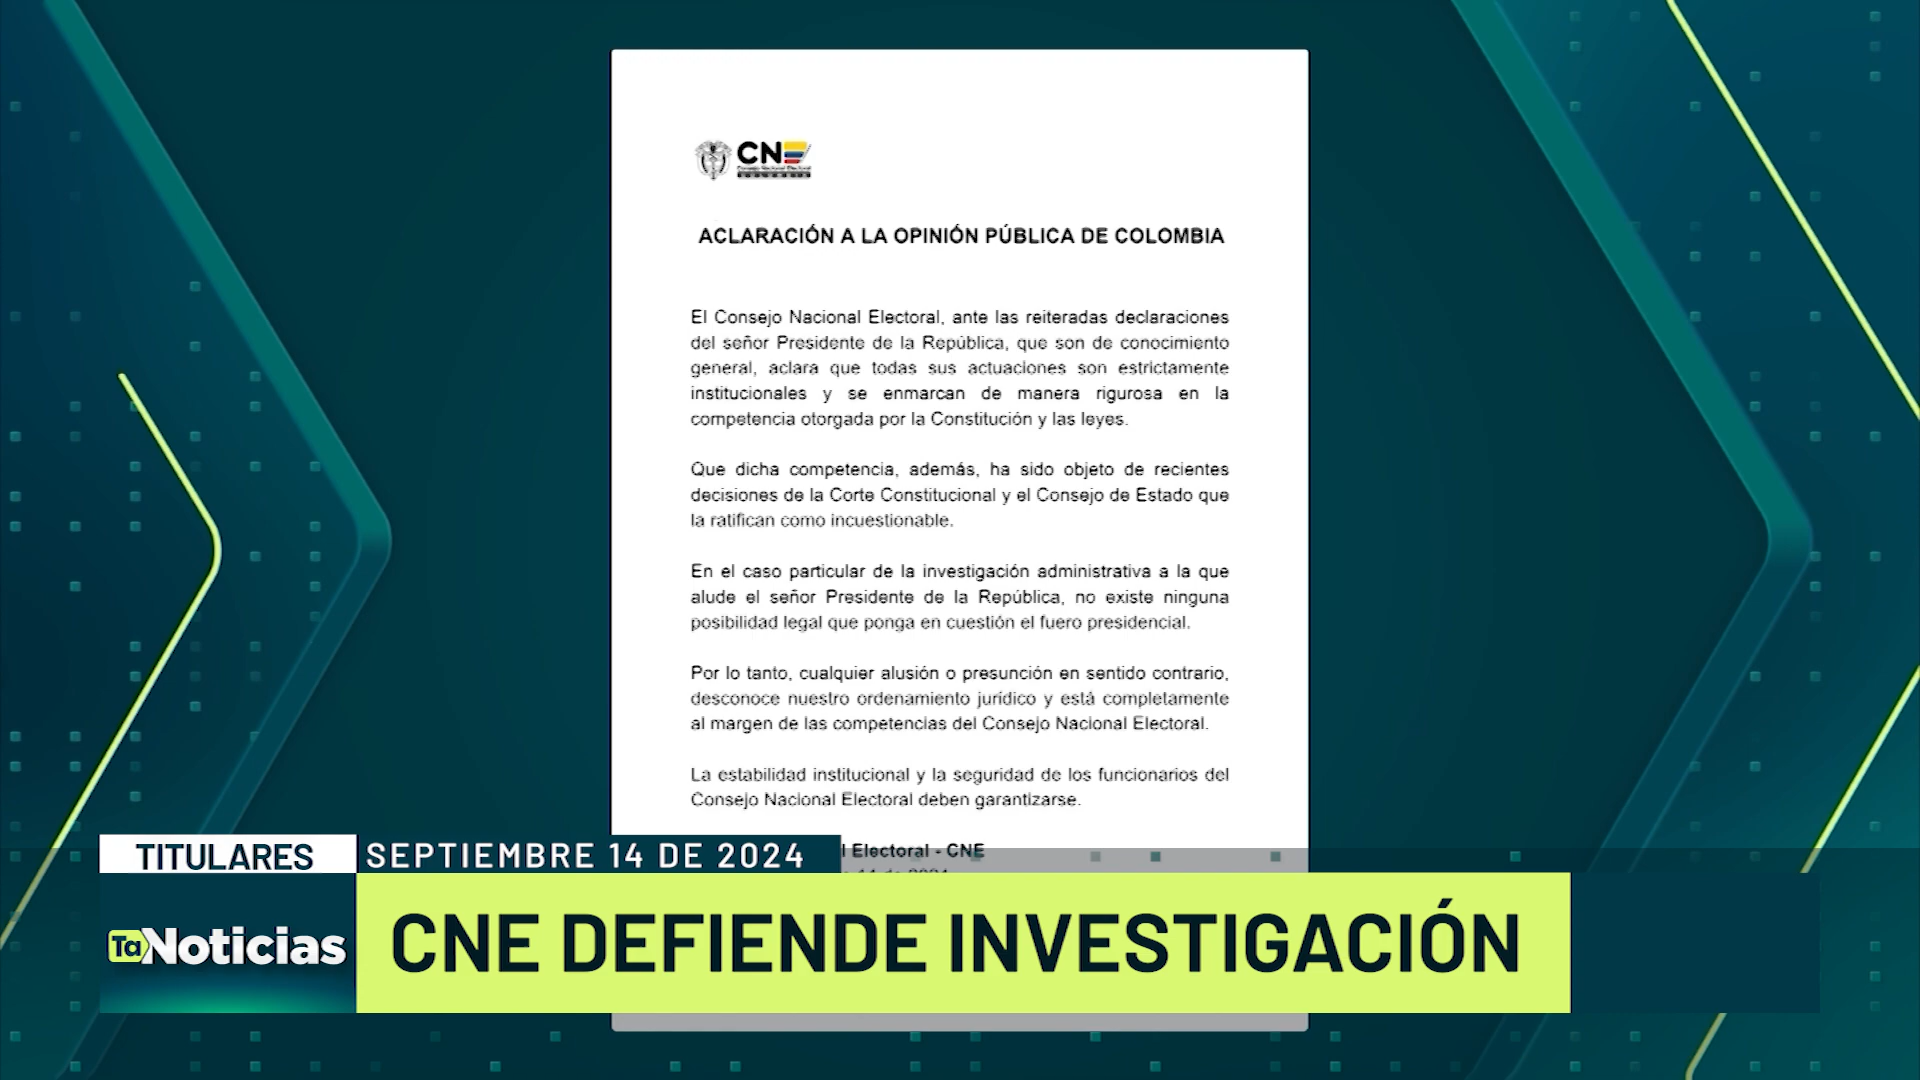 CNE
Consejo Nacional Electoral
COLOMBIA
ACLARACIÓN A LA OPINIÓN PÚBLICA DE COLOMBIA
El Consejo Nacional Electoral, ante las reiteradas declaraciones
del señor Presidente de la República, que son de conocimiento
general, aclara que todas sus actuaciones son estrictamente
institucionales y se enmarcan de manera rigurosa en la
competencia otorgada por la Constitución y las leyes.
Que dicha competencia, además, ha sido objeto de recientes
decisiones de la Corte Constitucional y el Consejo de Estado que
la ratifican como incuestionable.
En el caso particular de la investigación administrativa a la que
alude el señor Presidente de la República, no existe ninguna
posibilidad legal que ponga en cuestión el fuero presidencial.
Por lo tanto, cualquier alusión o presunción en sentido contrario,
desconoce nuestro ordenamiento jurídico y está completamente
al margen de las competencias del Consejo Nacional Electoral.
La estabilidad institucional y la seguridad de los funcionarios del
Consejo Nacional Electoral deben garantizarse.
Electoral - CNE
TITULARES
SEPTIEMBRE 14 DE 2024
Ta Noticias
CNE DEFIENDE INVESTIGACIÓN